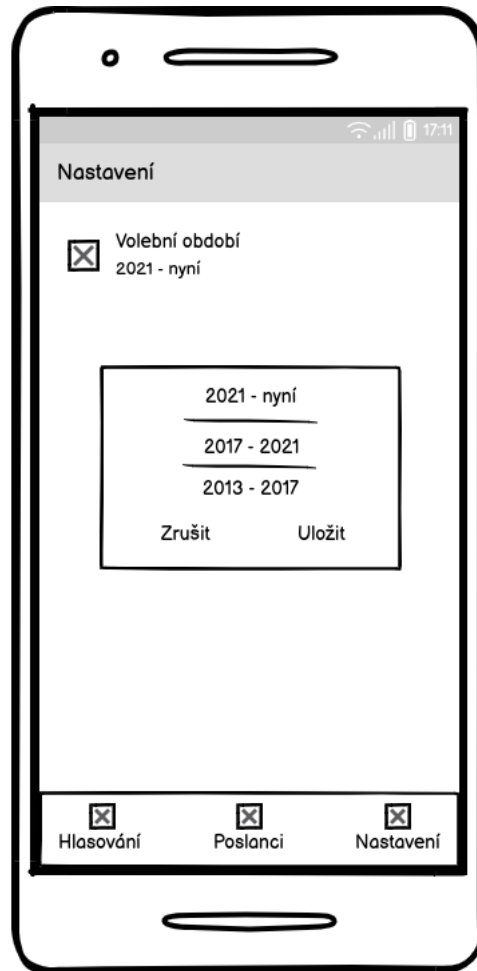 17:11
Nastavení
Volební období
2021 - nyní
2021 - nyní
2017 - 2021
2013 - 2017
Zrušit Uložit
Hlasování Poslanci Nastavení